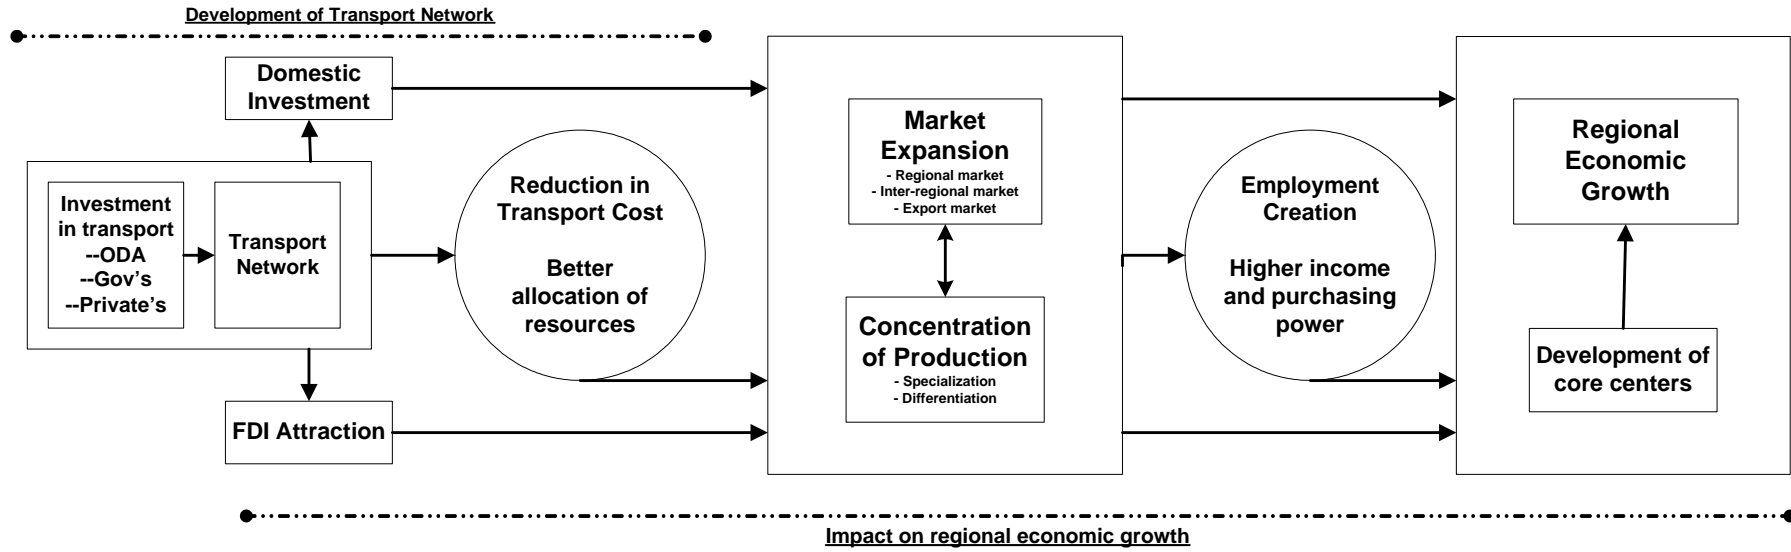 Development of Transport Network
Domestic
Investment
Investment
in transport
--ODA
--Gov's
--Private's
Transport
Network
FDI Attraction
Reduction in
Transport Cost
Better
allocation of
resources
Market
Expansion
- Regional market
- Inter-regional market
- Export market
Concentration
of Production
- Specialization
- Differentiation
Employment
Creation
Higher income
and purchasing
power
Regional
Economic
Growth
Development of
core centers
Impact on regional economic growth